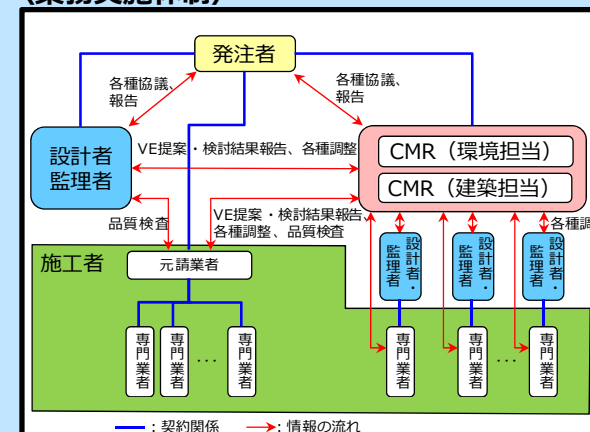 発注者
各種協議、
報告
各種協議、
報告
設計者
監理者
VE提案・検討結果報告、各種調整
CMR（環境担当）
CMR（建築担当）
品質検査
VE提案・検討結果報告、
各種調整、品質検査
各種調
設計者・
監理者
設計者・
監理者
設計者・
監理者
施工者
元請業者
専門業者
専門業者
…
専門業者
専門業者
専門業者
…
専門業者
：契約関係
：情報の流れ